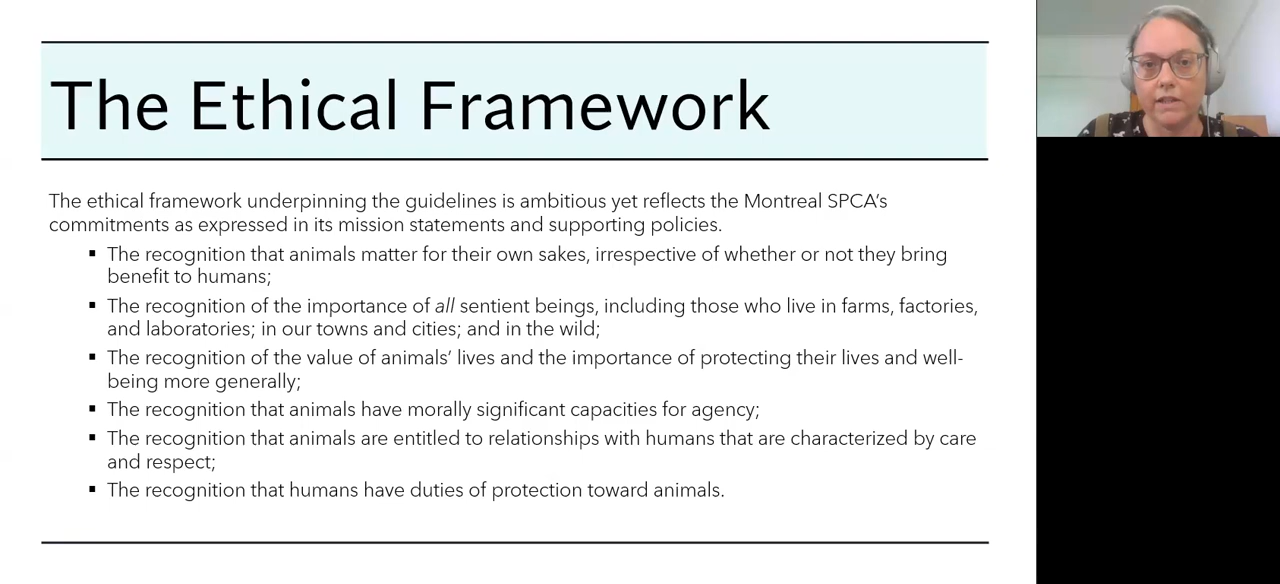 The Ethical Framework
The ethical framework underpinning the guidelines is ambitious yet reflects the Montreal SPCA's
commitments as expressed in its mission statements and supporting policies.
▪ The recognition that animals matter for their own sakes, irrespective of whether or not they bring
benefit to humans;
▪ The recognition of the importance of all sentient beings, including those who live in farms, factories,
and laboratories; in our towns and cities; and in the wild;
▪ The recognition of the value of animals' lives and the importance of protecting their lives and well-
being more generally;
▪ The recognition that animals have morally significant capacities for agency;
▪ The recognition that animals are entitled to relationships with humans that are characterized by care
and respect;
▪ The recognition that humans have duties of protection toward animals.